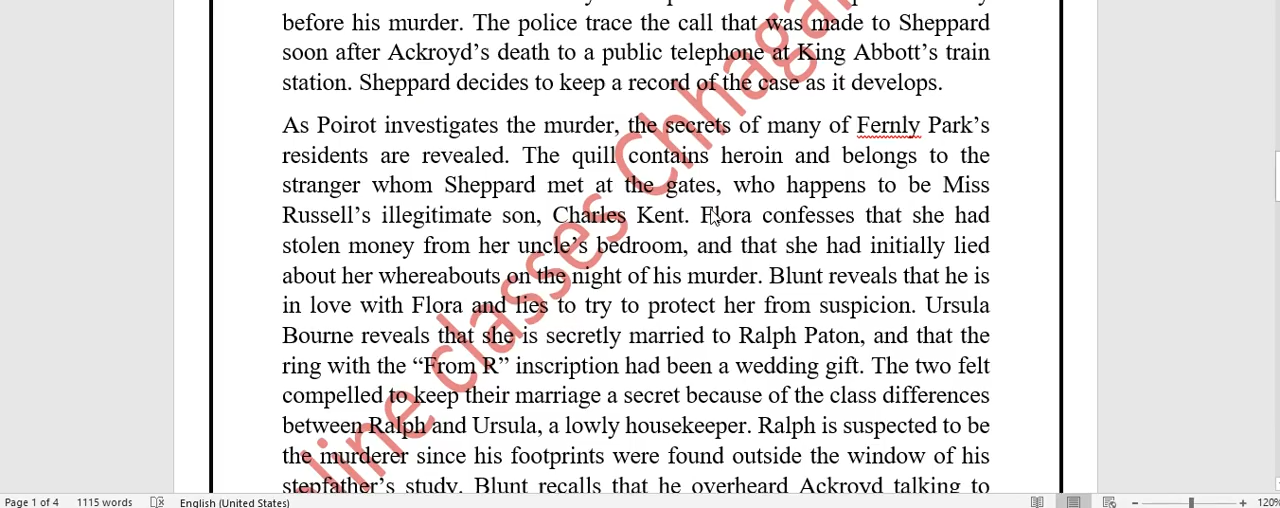 before his murder. The police trace the call that was made to Sheppard
soon after Ackroyd’s death to a public telephone at King Abbott’s train
station. Sheppard decides to keep a record of the case as it develops.
As Poirot investigates the murder, the secrets of many of Fernly Park’s
residents are revealed. The quill contains heroin and belongs to the
stranger whom Sheppard met at the gates, who happens to be Miss
Russell’s illegitimate son, Charles Kent. Flora confesses that she had
stolen money from her uncle’s bedroom, and that she had initially lied
about her whereabouts on the night of his murder. Blunt reveals that he is
in love with Flora and lies to try to protect her from suspicion. Ursula
Bourne reveals that she is secretly married to Ralph Paton, and that the
ring with the “From R” inscription had been a wedding gift. The two felt
compelled to keep their marriage a secret because of the class differences
between Ralph and Ursula, a lowly housekeeper. Ralph is suspected to be
the murderer since his footprints were found outside the window of his
stepfather’s study. Blunt recalls that he overheard Ackroyd talking to
line classes Chhaga
Page 1 of 4 1115 words English (United States) 120%